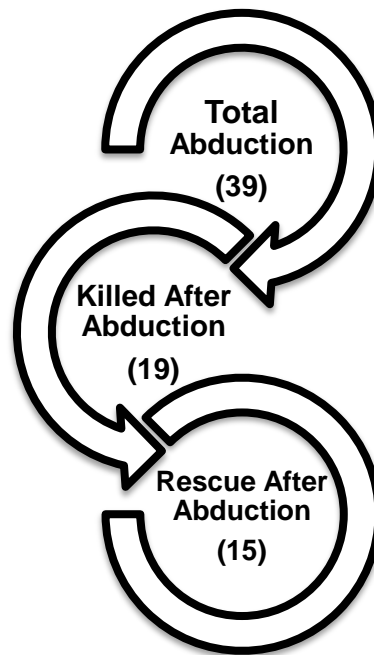 Total
Abduction
(39)
Killed After
Abduction
(19)
Rescue After
Abduction
(15)